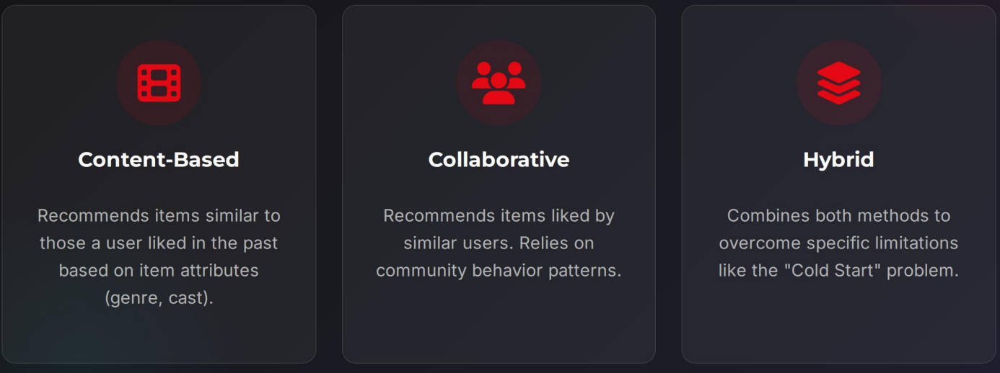 Content-Based
Recommends items similar to
those a user liked in the past
based on item attributes
(genre, cast).
Collaborative
Recommends items liked by
similar users. Relies on
community behavior patterns.
Hybrid
Combines both methods to
overcome specific limitations
like the "Cold Start" problem.